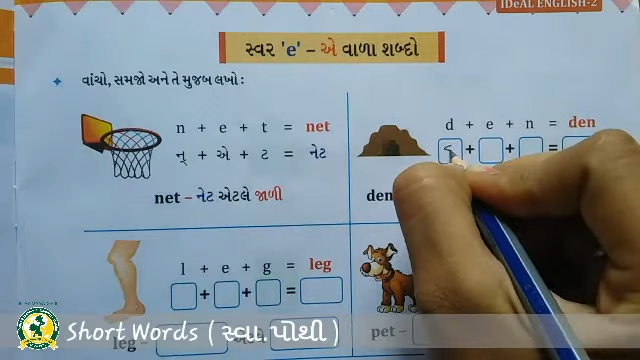 IDeAL ENGLISH-2
સ્વર 'e' – એ વાળા શબ્દો
વાંચો, સમજો અને તે મુજબ લખો :
n + e + t = net
ન્ + એ + ટ = નેટ
net – નેટ એટલે જાળી
d + e + n = den
+ + =
den
l + e + g = leg
+ + =
leg –
એટલે
pet –
Short Words ( સ્વાધ્યાય પોથી )